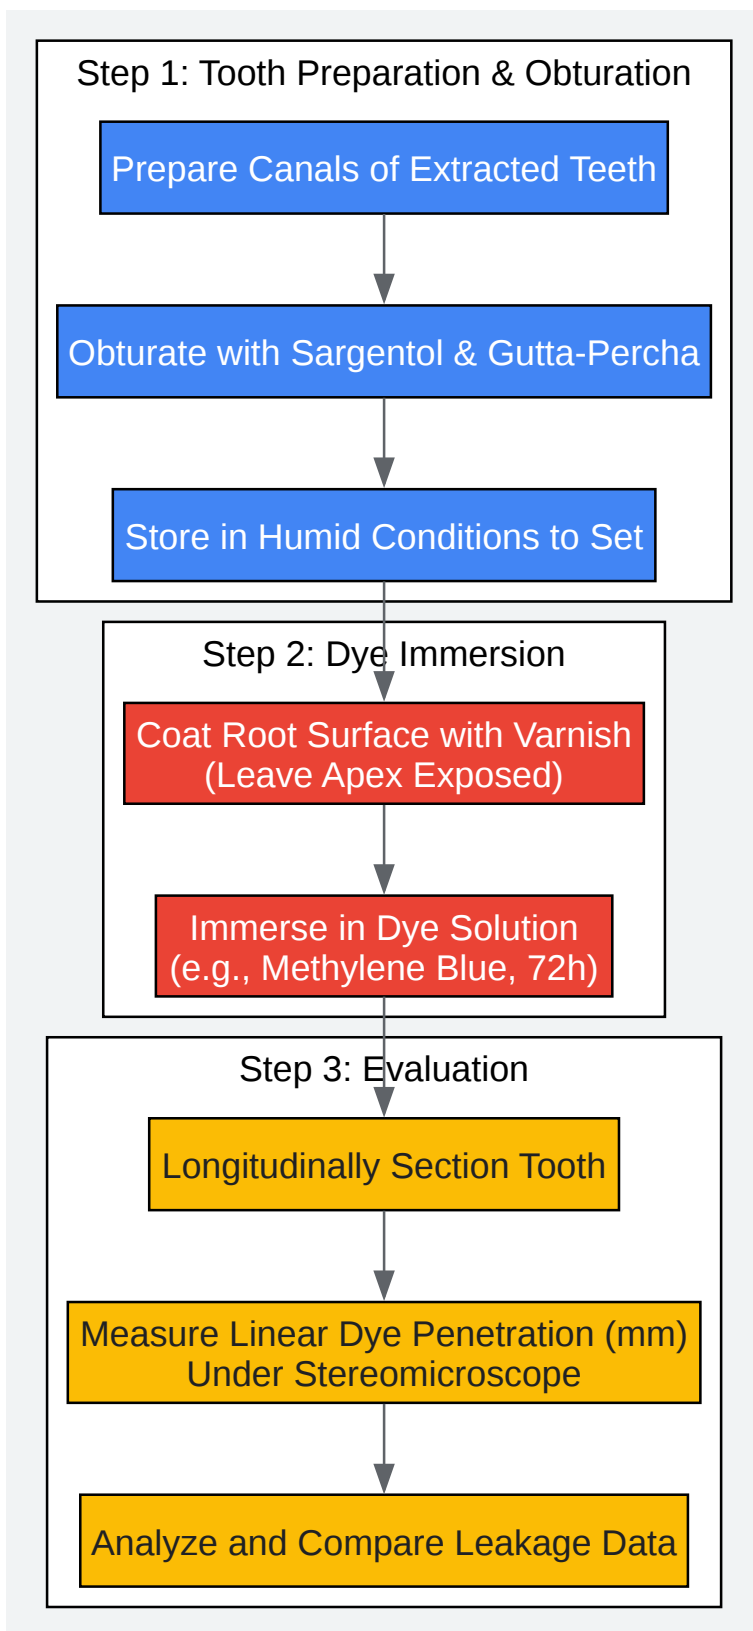 Step 1: Tooth Preparation & Obturation
Prepare Canals of Extracted Teeth
Obturate with Sargentol & Gutta-Percha
Store in Humid Conditions to Set
Step 2: Dye Immersion
Coat Root Surface with Varnish
(Leave Apex Exposed)
Immerse in Dye Solution
(e.g., Methylene Blue, 72h)
Step 3: Evaluation
Longitudinally Section Tooth
Measure Linear Dye Penetration (mm)
Under Stereomicroscope
Analyze and Compare Leakage Data